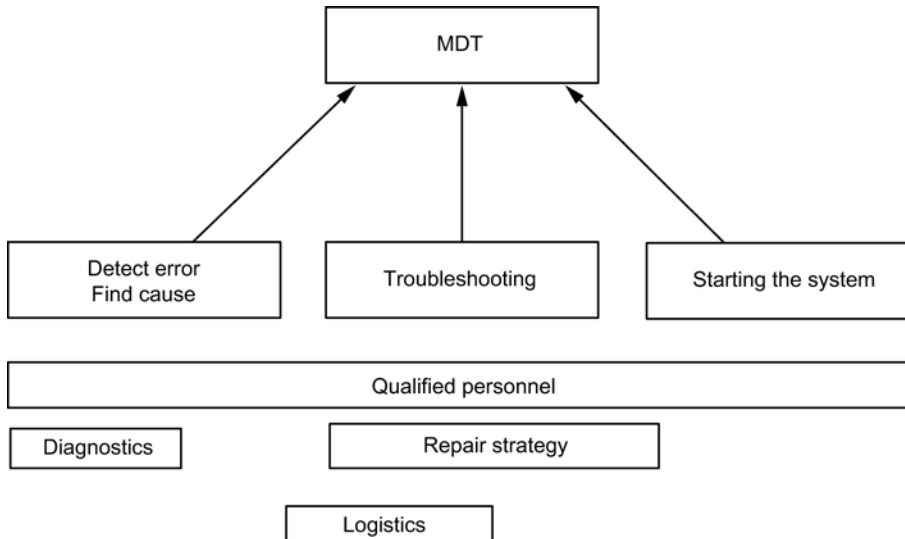 MDT
Detect error
Find cause
Troubleshooting
Starting the system
Qualified personnel
Diagnostics
Repair strategy
Logistics